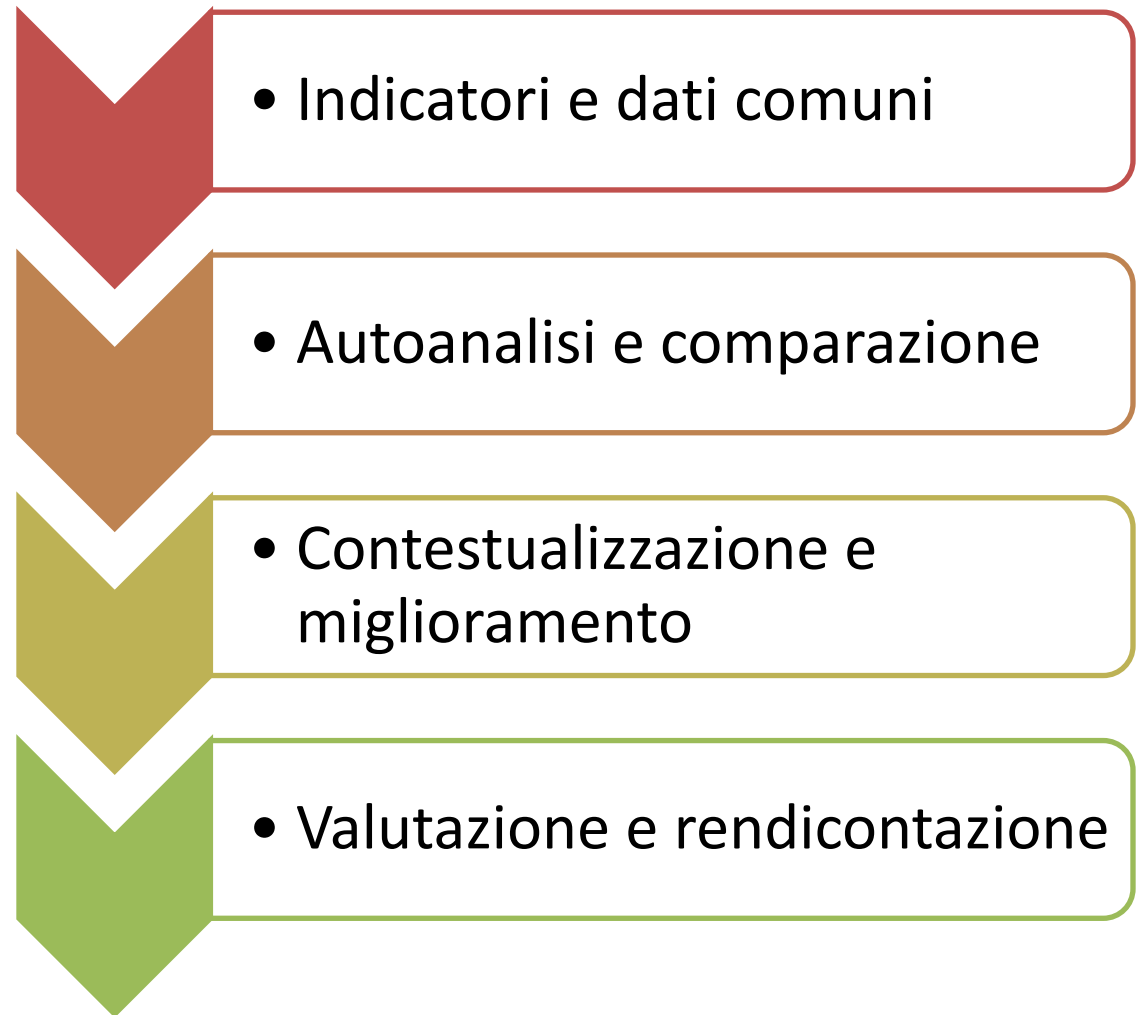 • Indicatori e dati comuni
• Autoanalisi e comparazione
• Contestualizzazione e
miglioramento
• Valutazione e rendicontazione